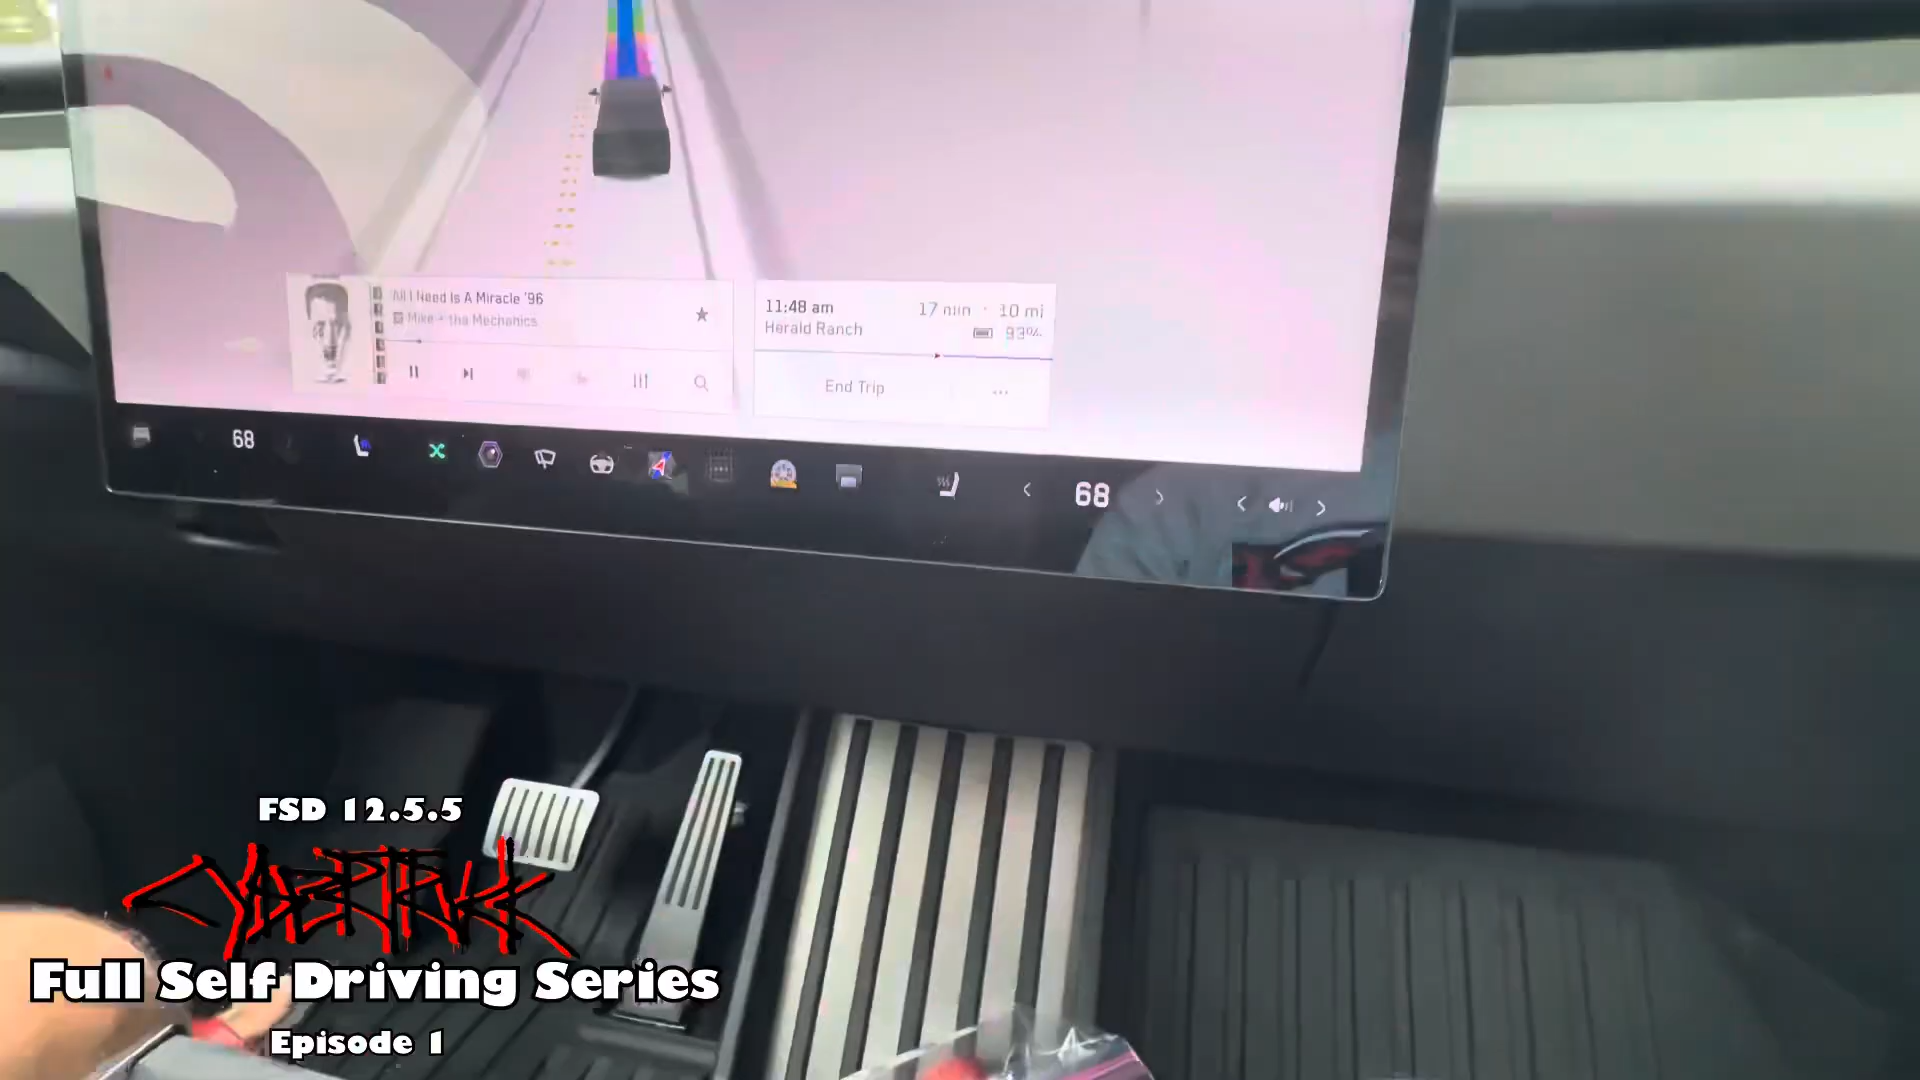 All I Need Is A Miracle '96
Mike + the Mechanics
11:48 am
17 min · 10 mi
Herald Ranch
93%
End Trip
...
68
68
FSD 12.5.5
CYBERTRUCK
Full Self Driving Series
Episode 1